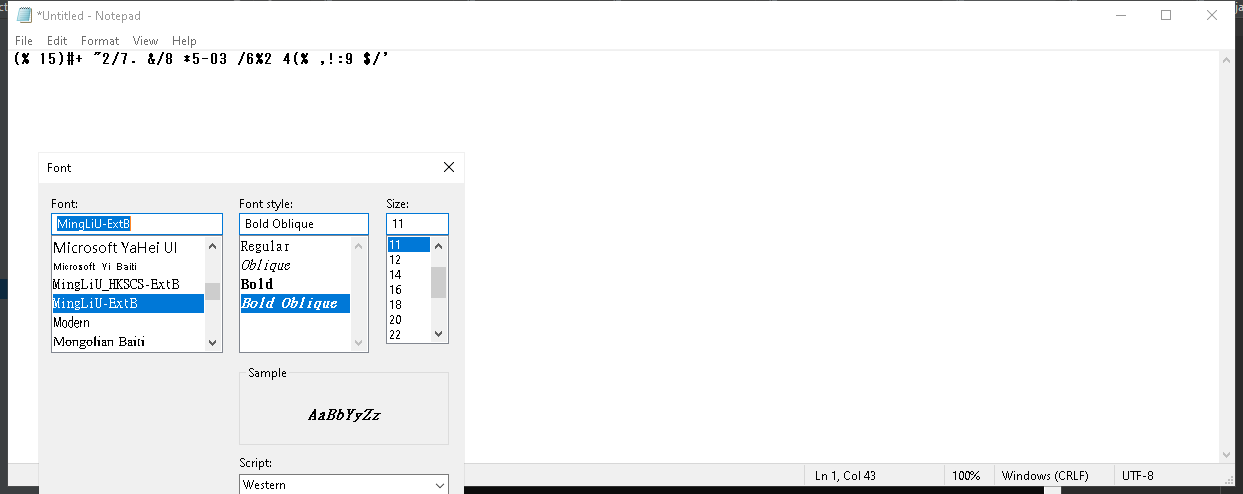 *Untitled - Notepad
File Edit Format View Help
(% 15)#+ "2/7. &/8 *5-03 /6%2 4(% ,!:9 $/'
Font
Font: Font style: Size:
MingLiU-ExtB Bold Oblique 11
Microsoft YaHei UI Regular 11
Microsoft Yi Baiti Oblique 12
MingLiU_HKSCS-ExtB Bold 14
MingLiU-ExtB Bold Oblique 16
Modern 18
Mongolian Baiti 20
22
Sample
AaBbYyZz
Script:
Western
Ln 1, Col 43 100% Windows (CRLF) UTF-8